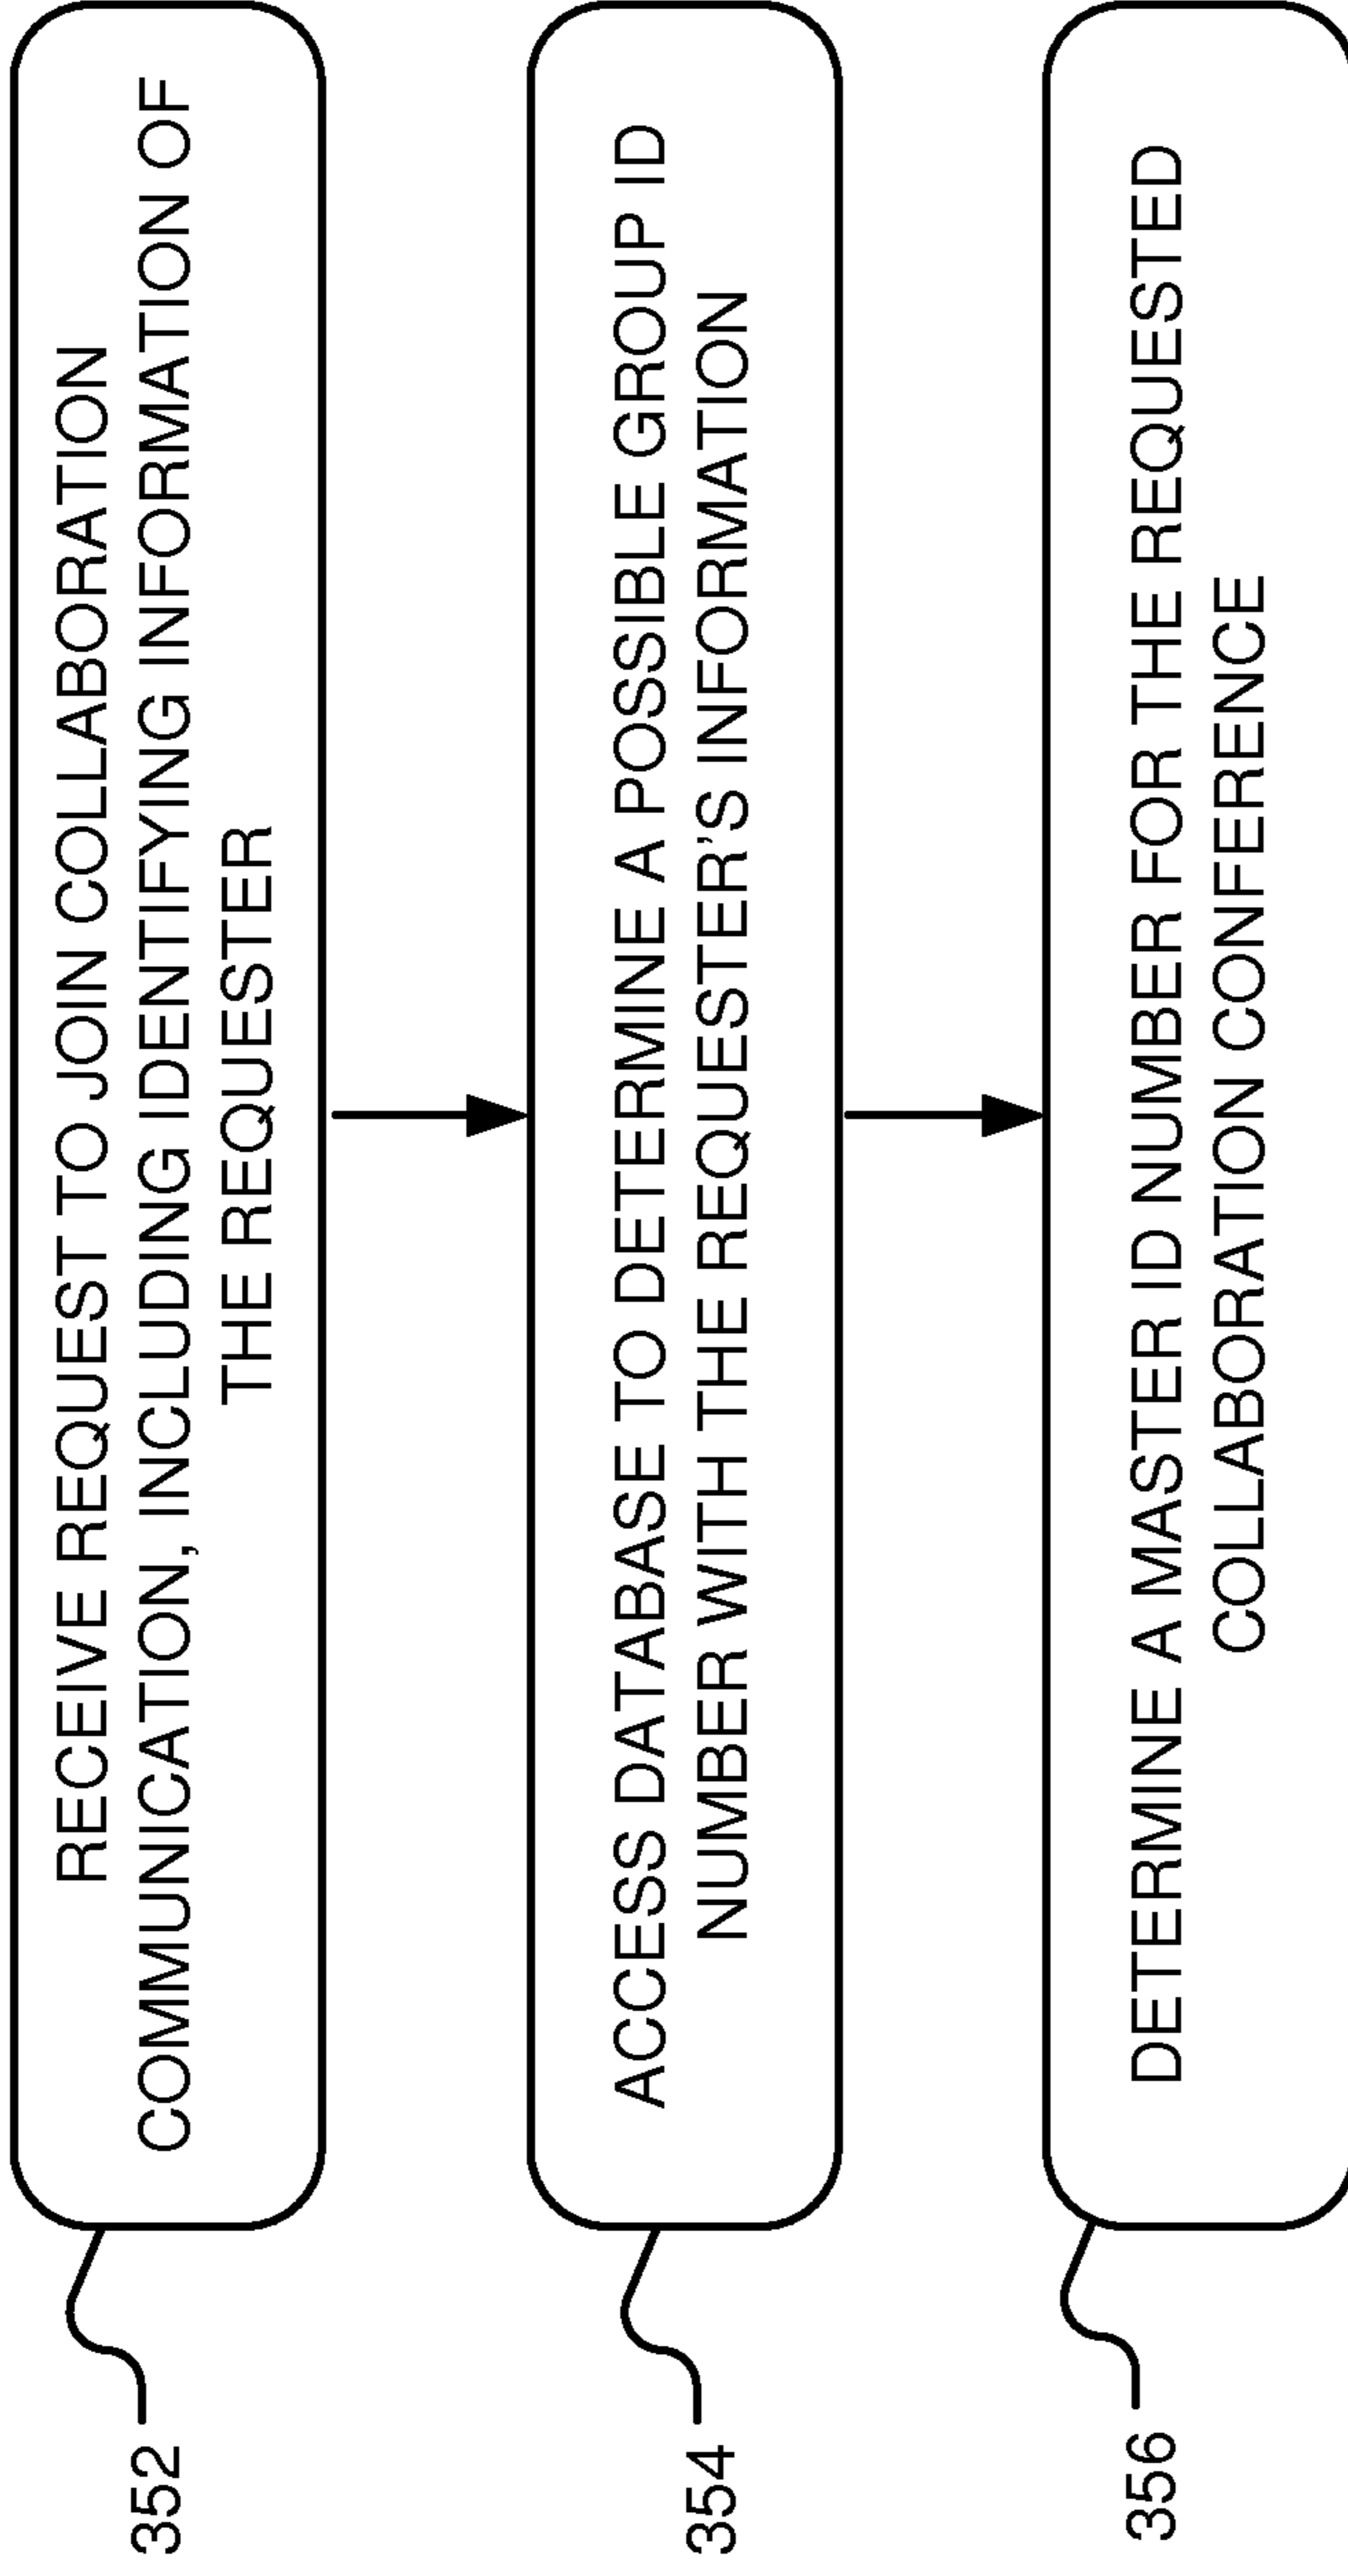 352
RECEIVE REQUEST TO JOIN COLLABORATION
COMMUNICATION, INCLUDING IDENTIFYING INFORMATION OF
THE REQUESTER
354
ACCESS DATABASE TO DETERMINE A POSSIBLE GROUP ID
NUMBER WITH THE REQUESTER'S INFORMATION
356
DETERMINE A MASTER ID NUMBER FOR THE REQUESTED
COLLABORATION CONFERENCE